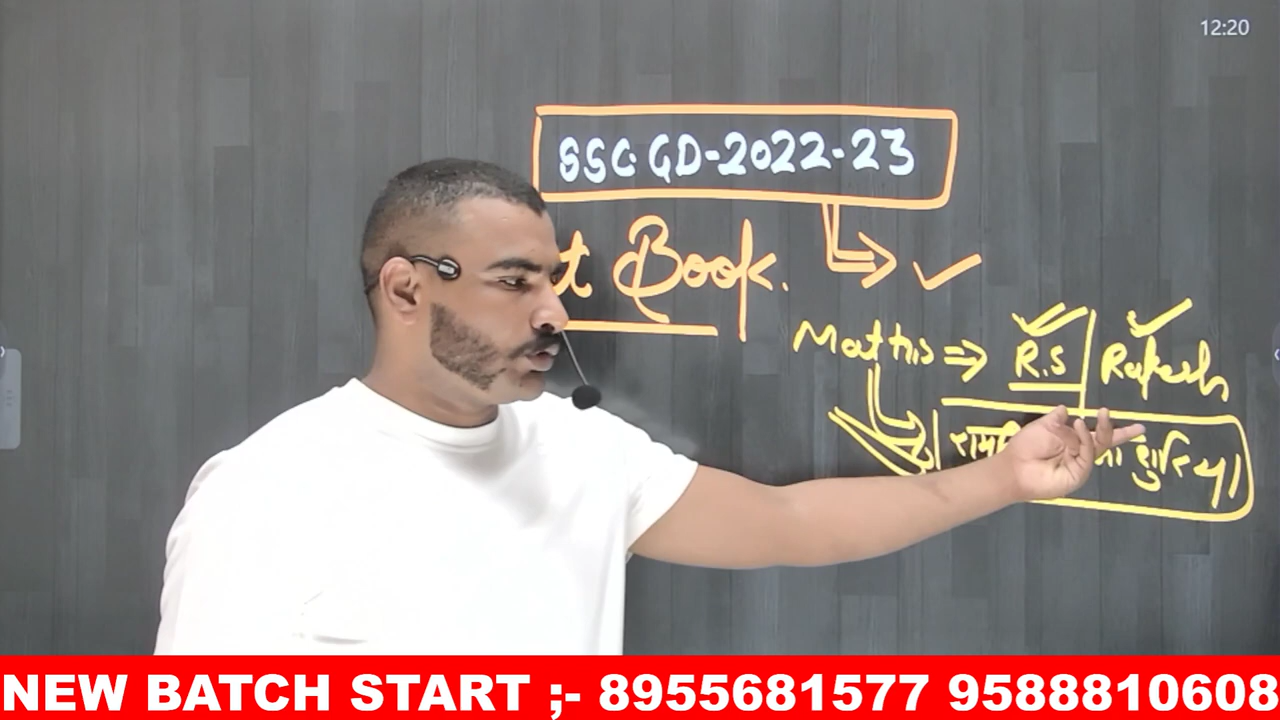 12:20
SSC GD-2022-23
t Book.
Maths ⇒ R.S | Rakesh
NEW BATCH START ;- 8955681577 9588810608